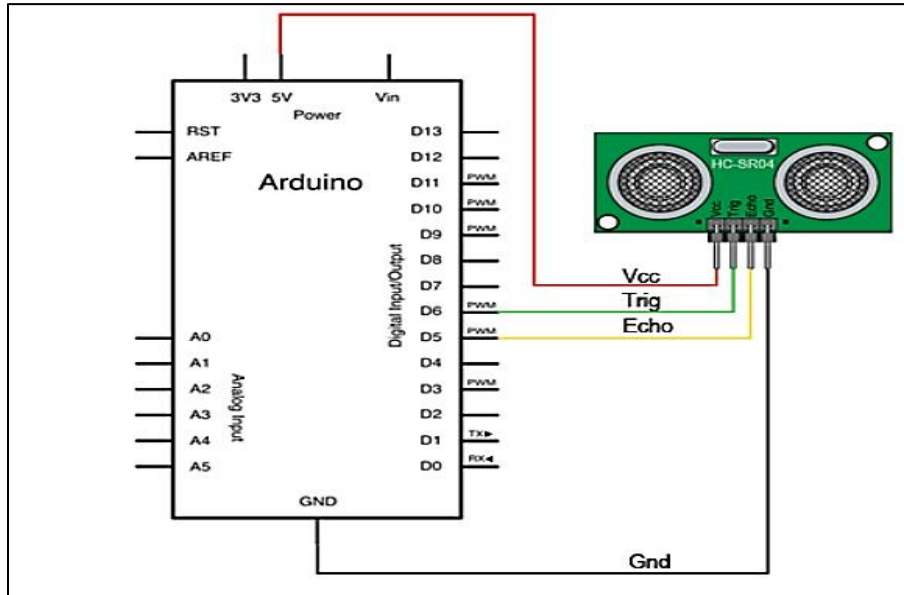 3V3 5V Vin
Power
RST
AREF
Arduino
D13
D12
PWM D11
PWM D10
PWM D9
D8
D7
PWM D6
PWM D5
D4
PWM D3
D2
TX▶ D1
RX◀ D0
Digital Input/Output
A0
A1
A2
A3
A4
A5
Analog Input
GND
HC-SR04
Vcc
Trig
Echo
Gnd
Vcc
Trig
Echo
Gnd